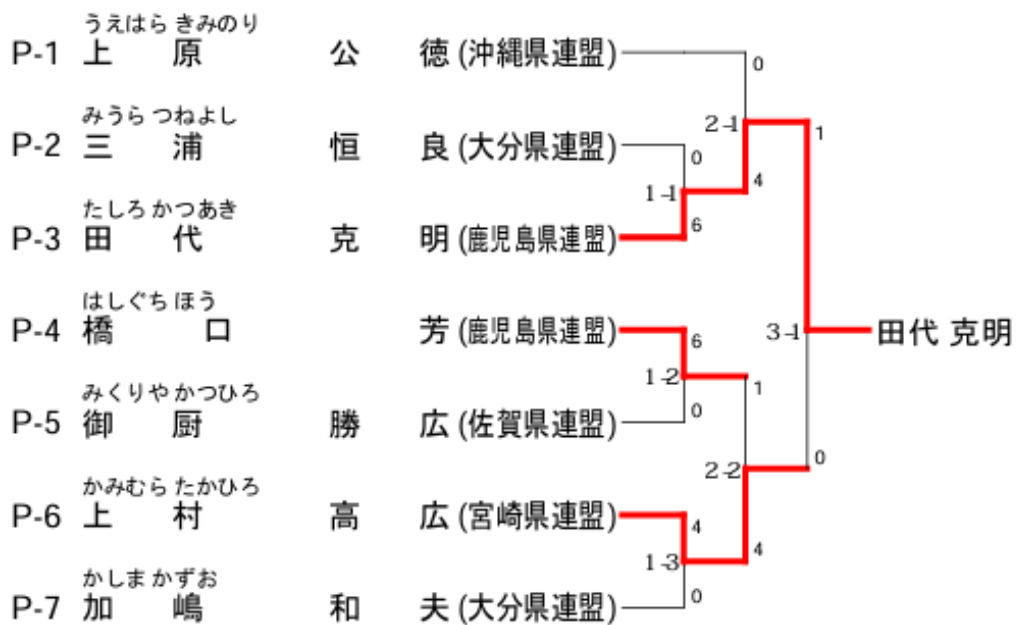 うえはら きみのり
P-1 上 原 公 徳 (沖縄県連盟)
0
みうら つねよし
2-1
1
P-2 三 浦 恒 良 (大分県連盟)
0
1-1
4
たしろ かつあき
6
P-3 田 代 克 明 (鹿児島県連盟)
はしぐち ほう
P-4 橋 口 芳 (鹿児島県連盟)
6
3-1
田代 克明
1-2
1
みくりや かつひろ
0
P-5 御 厨 勝 広 (佐賀県連盟)
2-2
0
かみむら たかひろ
P-6 上 村 高 広 (宮崎県連盟)
4
1-3
4
かしま かずお
0
P-7 加 嶋 和 夫 (大分県連盟)